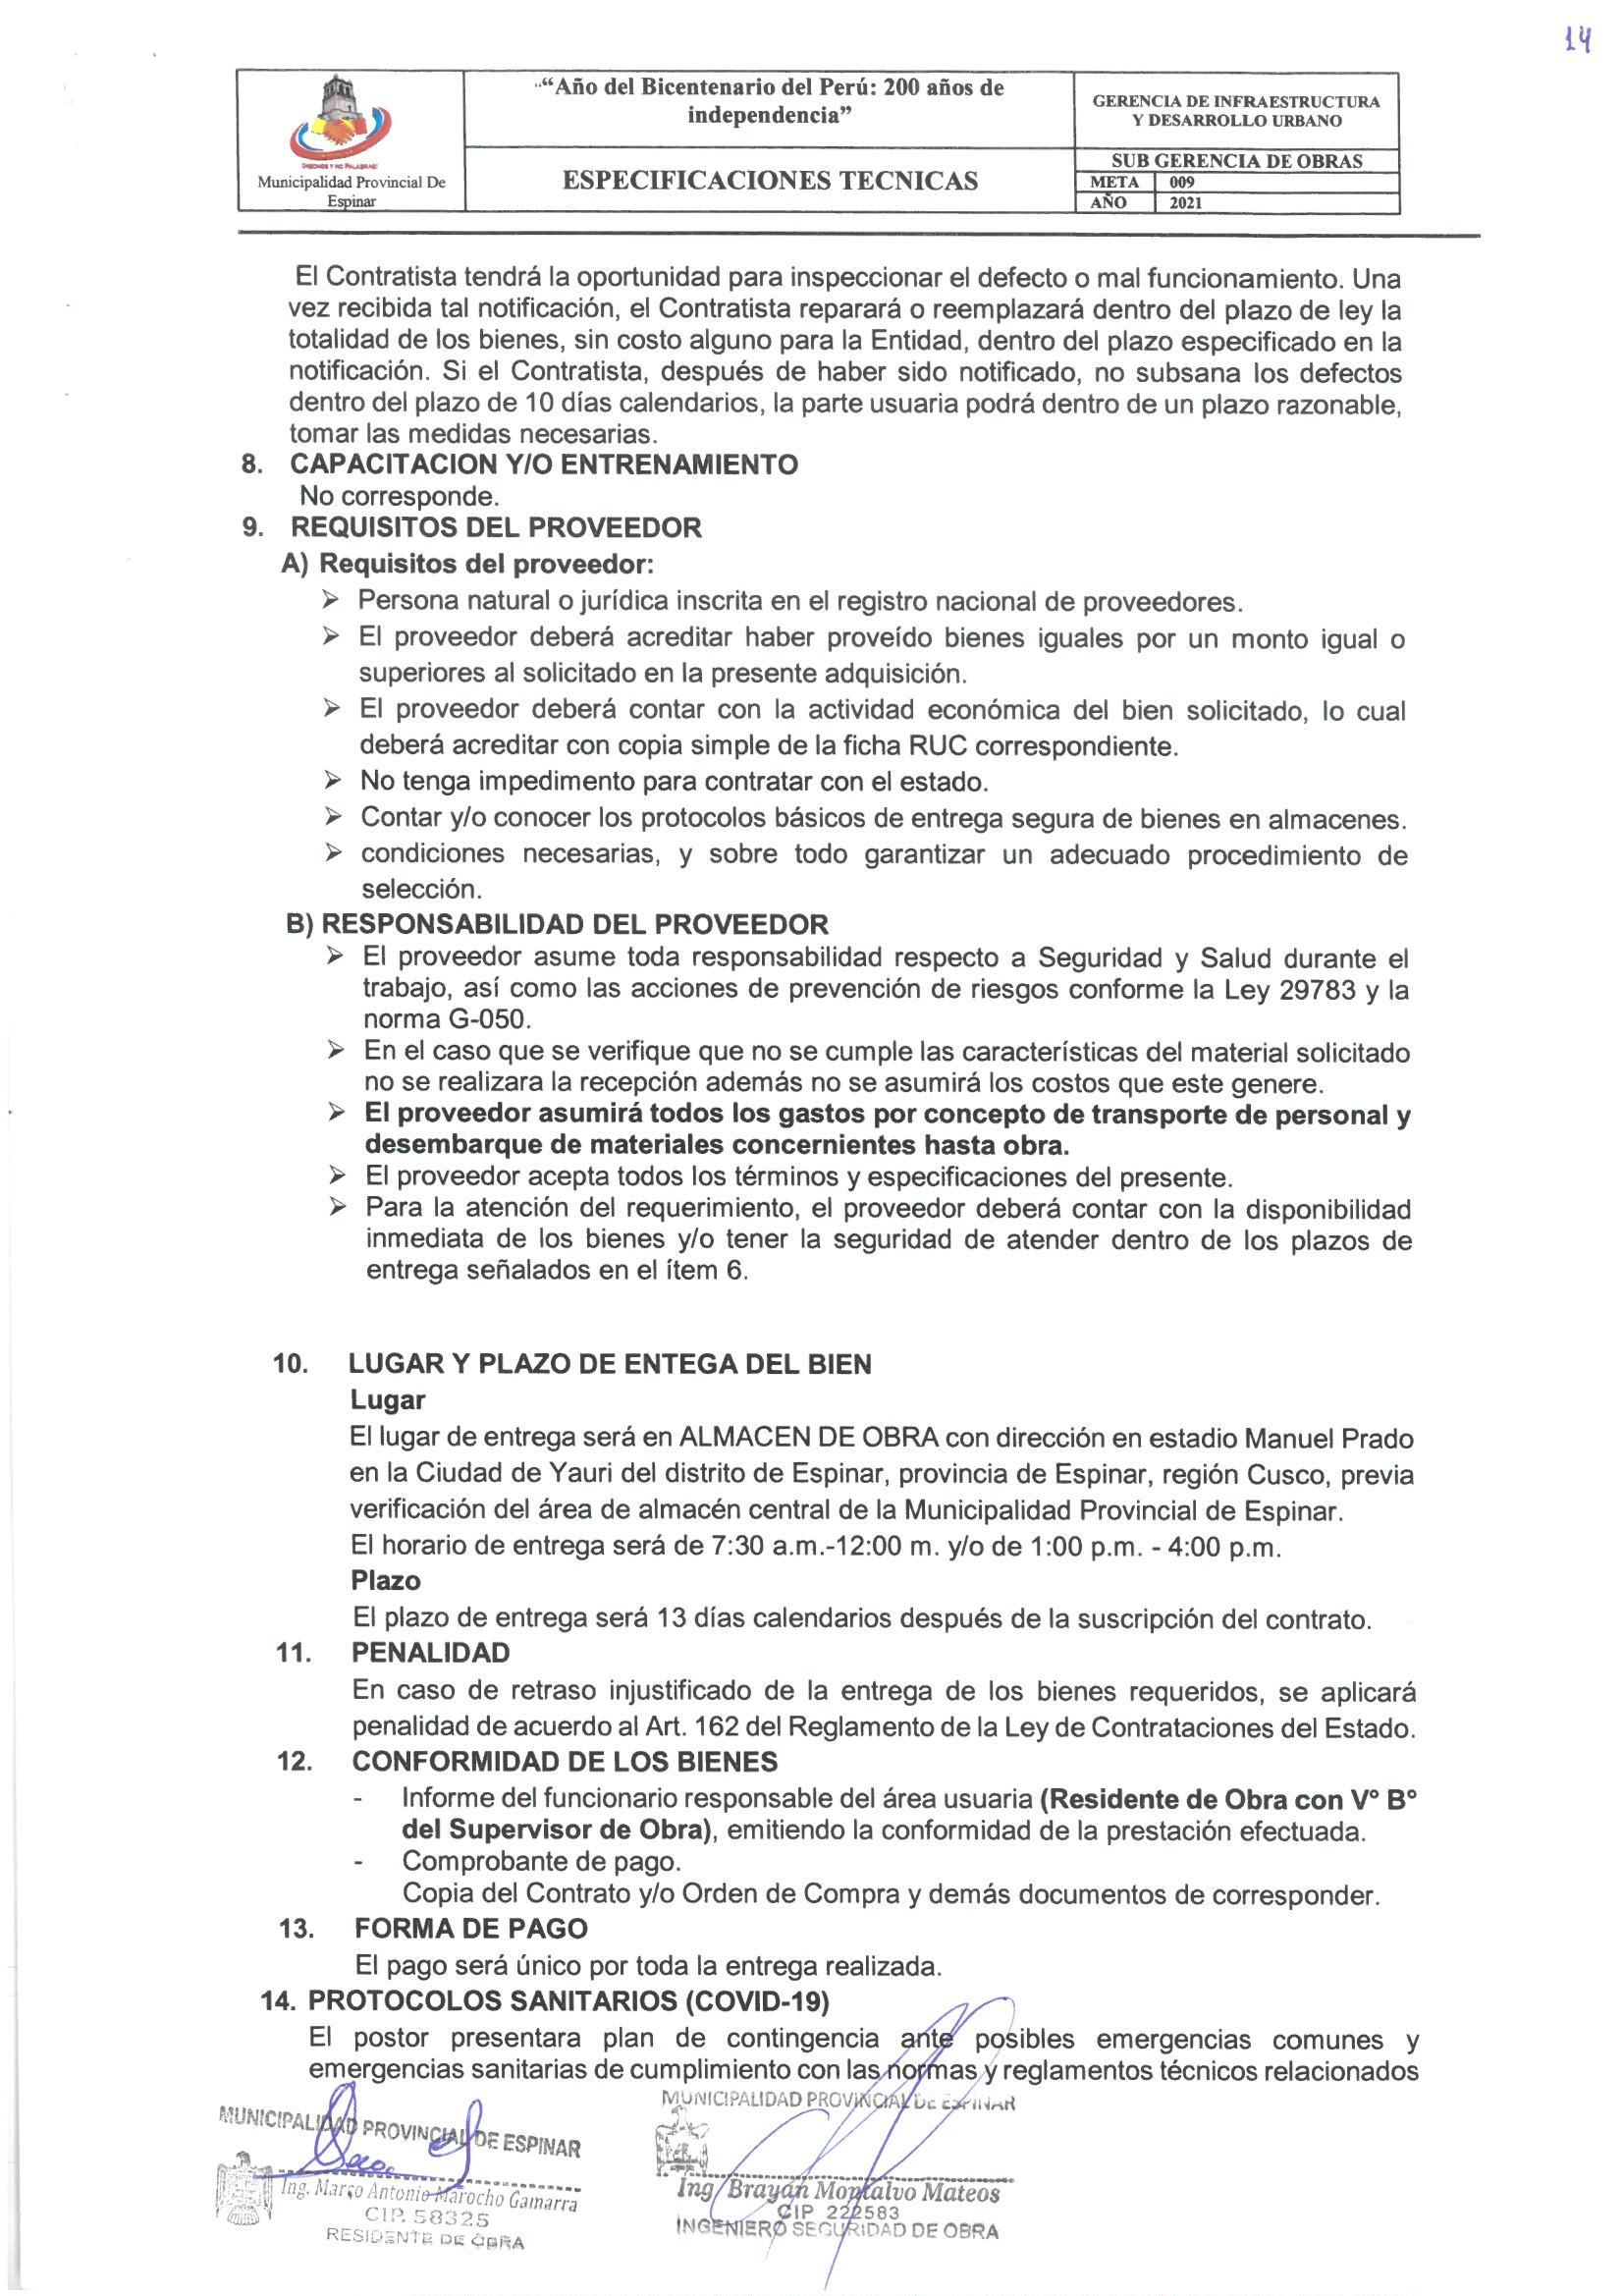 14
"“Año del Bicentenario del Perú: 200 años de
independencia”
GERENCIA DE INFRAESTRUCTURA
Y DESARROLLO URBANO
¡HECHOS Y NO PALABRAS!
Municipalidad Provincial De
Espinar
ESPECIFICACIONES TECNICAS
SUB GERENCIA DE OBRAS
META 009
AÑO 2021
El Contratista tendrá la oportunidad para inspeccionar el defecto o mal funcionamiento. Una
vez recibida tal notificación, el Contratista reparará o reemplazará dentro del plazo de ley la
totalidad de los bienes, sin costo alguno para la Entidad, dentro del plazo especificado en la
notificación. Si el Contratista, después de haber sido notificado, no subsana los defectos
dentro del plazo de 10 días calendarios, la parte usuaria podrá dentro de un plazo razonable,
tomar las medidas necesarias.
8. CAPACITACION Y/O ENTRENAMIENTO
No corresponde.
9. REQUISITOS DEL PROVEEDOR
A) Requisitos del proveedor:
➢ Persona natural o jurídica inscrita en el registro nacional de proveedores.
➢ El proveedor deberá acreditar haber proveído bienes iguales por un monto igual o
superiores al solicitado en la presente adquisición.
➢ El proveedor deberá contar con la actividad económica del bien solicitado, lo cual
deberá acreditar con copia simple de la ficha RUC correspondiente.
➢ No tenga impedimento para contratar con el estado.
➢ Contar y/o conocer los protocolos básicos de entrega segura de bienes en almacenes.
➢ condiciones necesarias, y sobre todo garantizar un adecuado procedimiento de
selección.
B) RESPONSABILIDAD DEL PROVEEDOR
➢ El proveedor asume toda responsabilidad respecto a Seguridad y Salud durante el
trabajo, así como las acciones de prevención de riesgos conforme la Ley 29783 y la
norma G-050.
➢ En el caso que se verifique que no se cumple las características del material solicitado
no se realizara la recepción además no se asumirá los costos que este genere.
➢ El proveedor asumirá todos los gastos por concepto de transporte de personal y
desembarque de materiales concernientes hasta obra.
➢ El proveedor acepta todos los términos y especificaciones del presente.
➢ Para la atención del requerimiento, el proveedor deberá contar con la disponibilidad
inmediata de los bienes y/o tener la seguridad de atender dentro de los plazos de
entrega señalados en el ítem 6.
10. LUGAR Y PLAZO DE ENTEGA DEL BIEN
Lugar
El lugar de entrega será en ALMACEN DE OBRA con dirección en estadio Manuel Prado
en la Ciudad de Yauri del distrito de Espinar, provincia de Espinar, región Cusco, previa
verificación del área de almacén central de la Municipalidad Provincial de Espinar.
El horario de entrega será de 7:30 a.m.-12:00 m. y/o de 1:00 p.m. - 4:00 p.m.
Plazo
El plazo de entrega será 13 días calendarios después de la suscripción del contrato.
11. PENALIDAD
En caso de retraso injustificado de la entrega de los bienes requeridos, se aplicará
penalidad de acuerdo al Art. 162 del Reglamento de la Ley de Contrataciones del Estado.
12. CONFORMIDAD DE LOS BIENES
- Informe del funcionario responsable del área usuaria (Residente de Obra con V° B°
del Supervisor de Obra), emitiendo la conformidad de la prestación efectuada.
- Comprobante de pago.
Copia del Contrato y/o Orden de Compra y demás documentos de corresponder.
13. FORMA DE PAGO
El pago será único por toda la entrega realizada.
14. PROTOCOLOS SANITARIOS (COVID-19)
El postor presentara plan de contingencia ante posibles emergencias comunes y
emergencias sanitarias de cumplimiento con las normas y reglamentos técnicos relacionados
MUNICIPALIDAD PROVINCIAL DE ESPINAR
Ing. Marco Antonio Marocho Gamarra
CIP. 58325
RESIDENTE DE OBRA
MUNICIPALIDAD PROVINCIAL DE ESPINAR
Ing. Brayan Montalvo Mateos
CIP 222583
INGENIERO SEGURIDAD DE OBRA